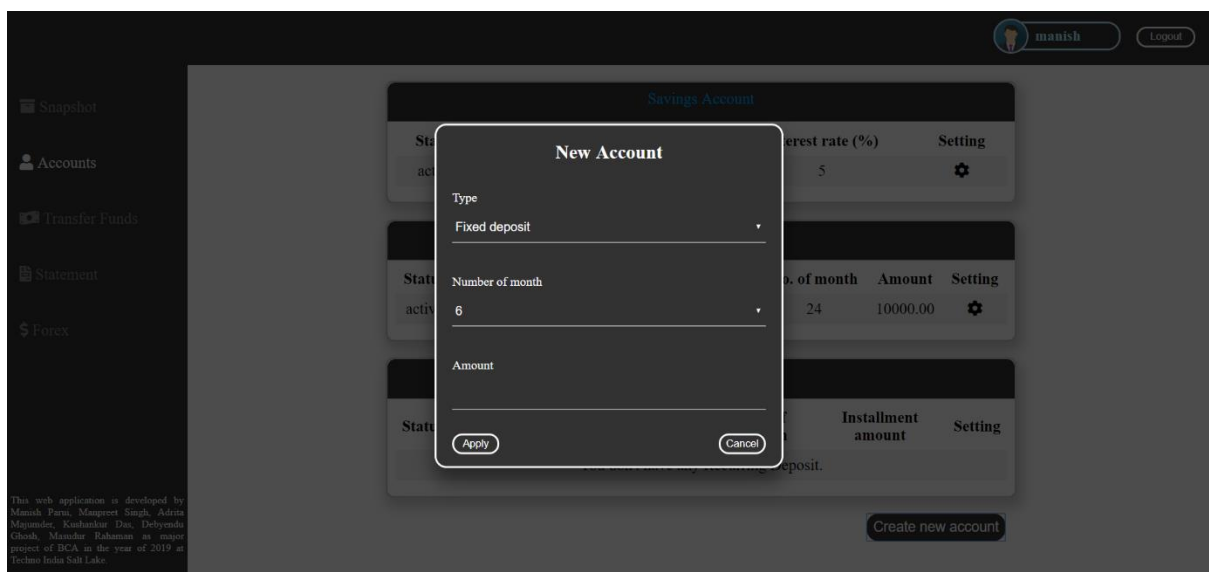 manish
Logout
Snapshot
Accounts
Transfer Funds
Statement
$ Forex
Savings Account
erest rate (%) Setting
5
New Account
Type
Fixed deposit
Number of month
6
Amount
Apply Cancel
Stat o. of month Amount Setting
activ 24 10000.00
Statu Installment amount Setting
eposit.
Create new account
This web application is developed by
Manish Parui, Manpreet Singh, Adrita
Majumder, Kushankur Das, Debyendu
Ghosh, Masudur Rahaman as major
project of BCA in the year of 2019 at
Techno India Salt Lake.